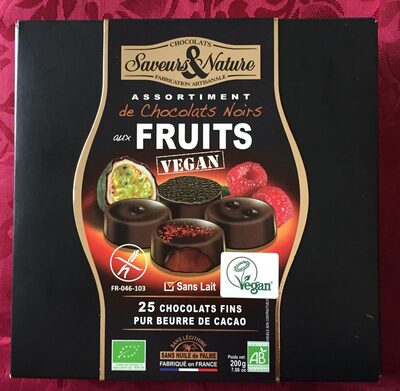 CHOCOLATS
Saveurs & Nature
FABRICATION ARTISANALE
ASSORTIMENT
de Chocolats Noirs
aux FRUITS
VEGAN
FR-046-103
Sans Lait
Vegan
25 CHOCOLATS FINS
PUR BEURRE DE CACAO
SANS LÉCITHINE
SANS HUILE DE PALME
FABRIQUÉ EN FRANCE
Poids net
200g
7,06 oz
AB